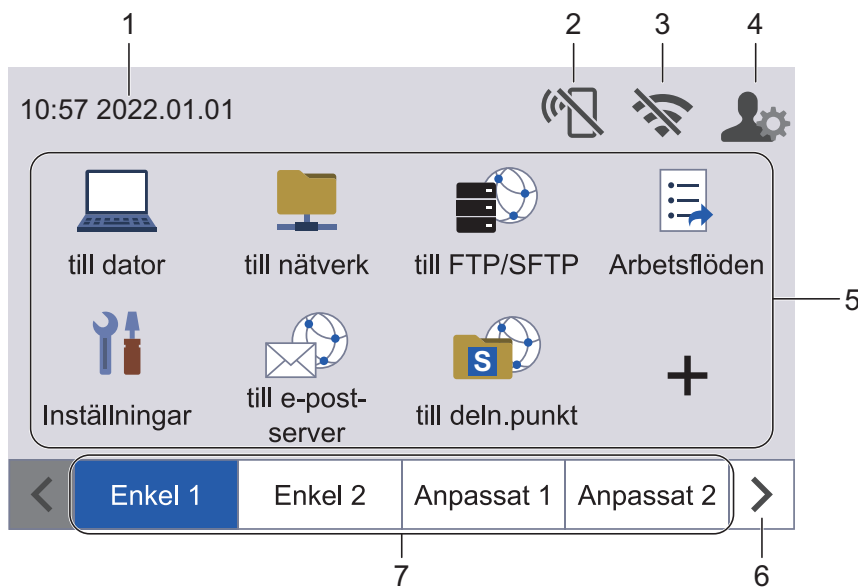 1
2
3
4
10:57 2022.01.01
till dator
till nätverk
till FTP/SFTP
Arbetsflöden
5
Inställningar
till e-post-
server
S
till deln.punkt
Enkel 1
Enkel 2
Anpassat 1
Anpassat 2
7
6